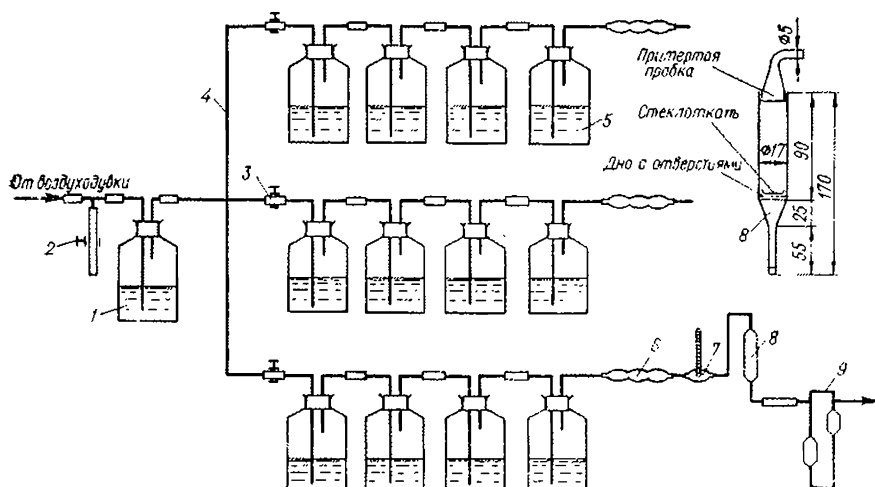 Ф5
Притертая
пробка
Стеклоткань
Ф17
Дно с отверстиями
90
170
25
55
8
4
5
От воздуходувки
3
2
1
6
7
8
9